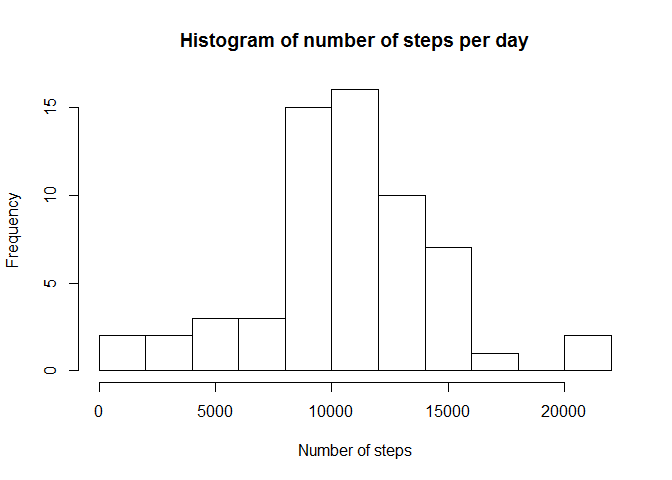 Histogram of number of steps per day
Frequency
15
10
5
0
0 5000 10000 15000 20000
Number of steps